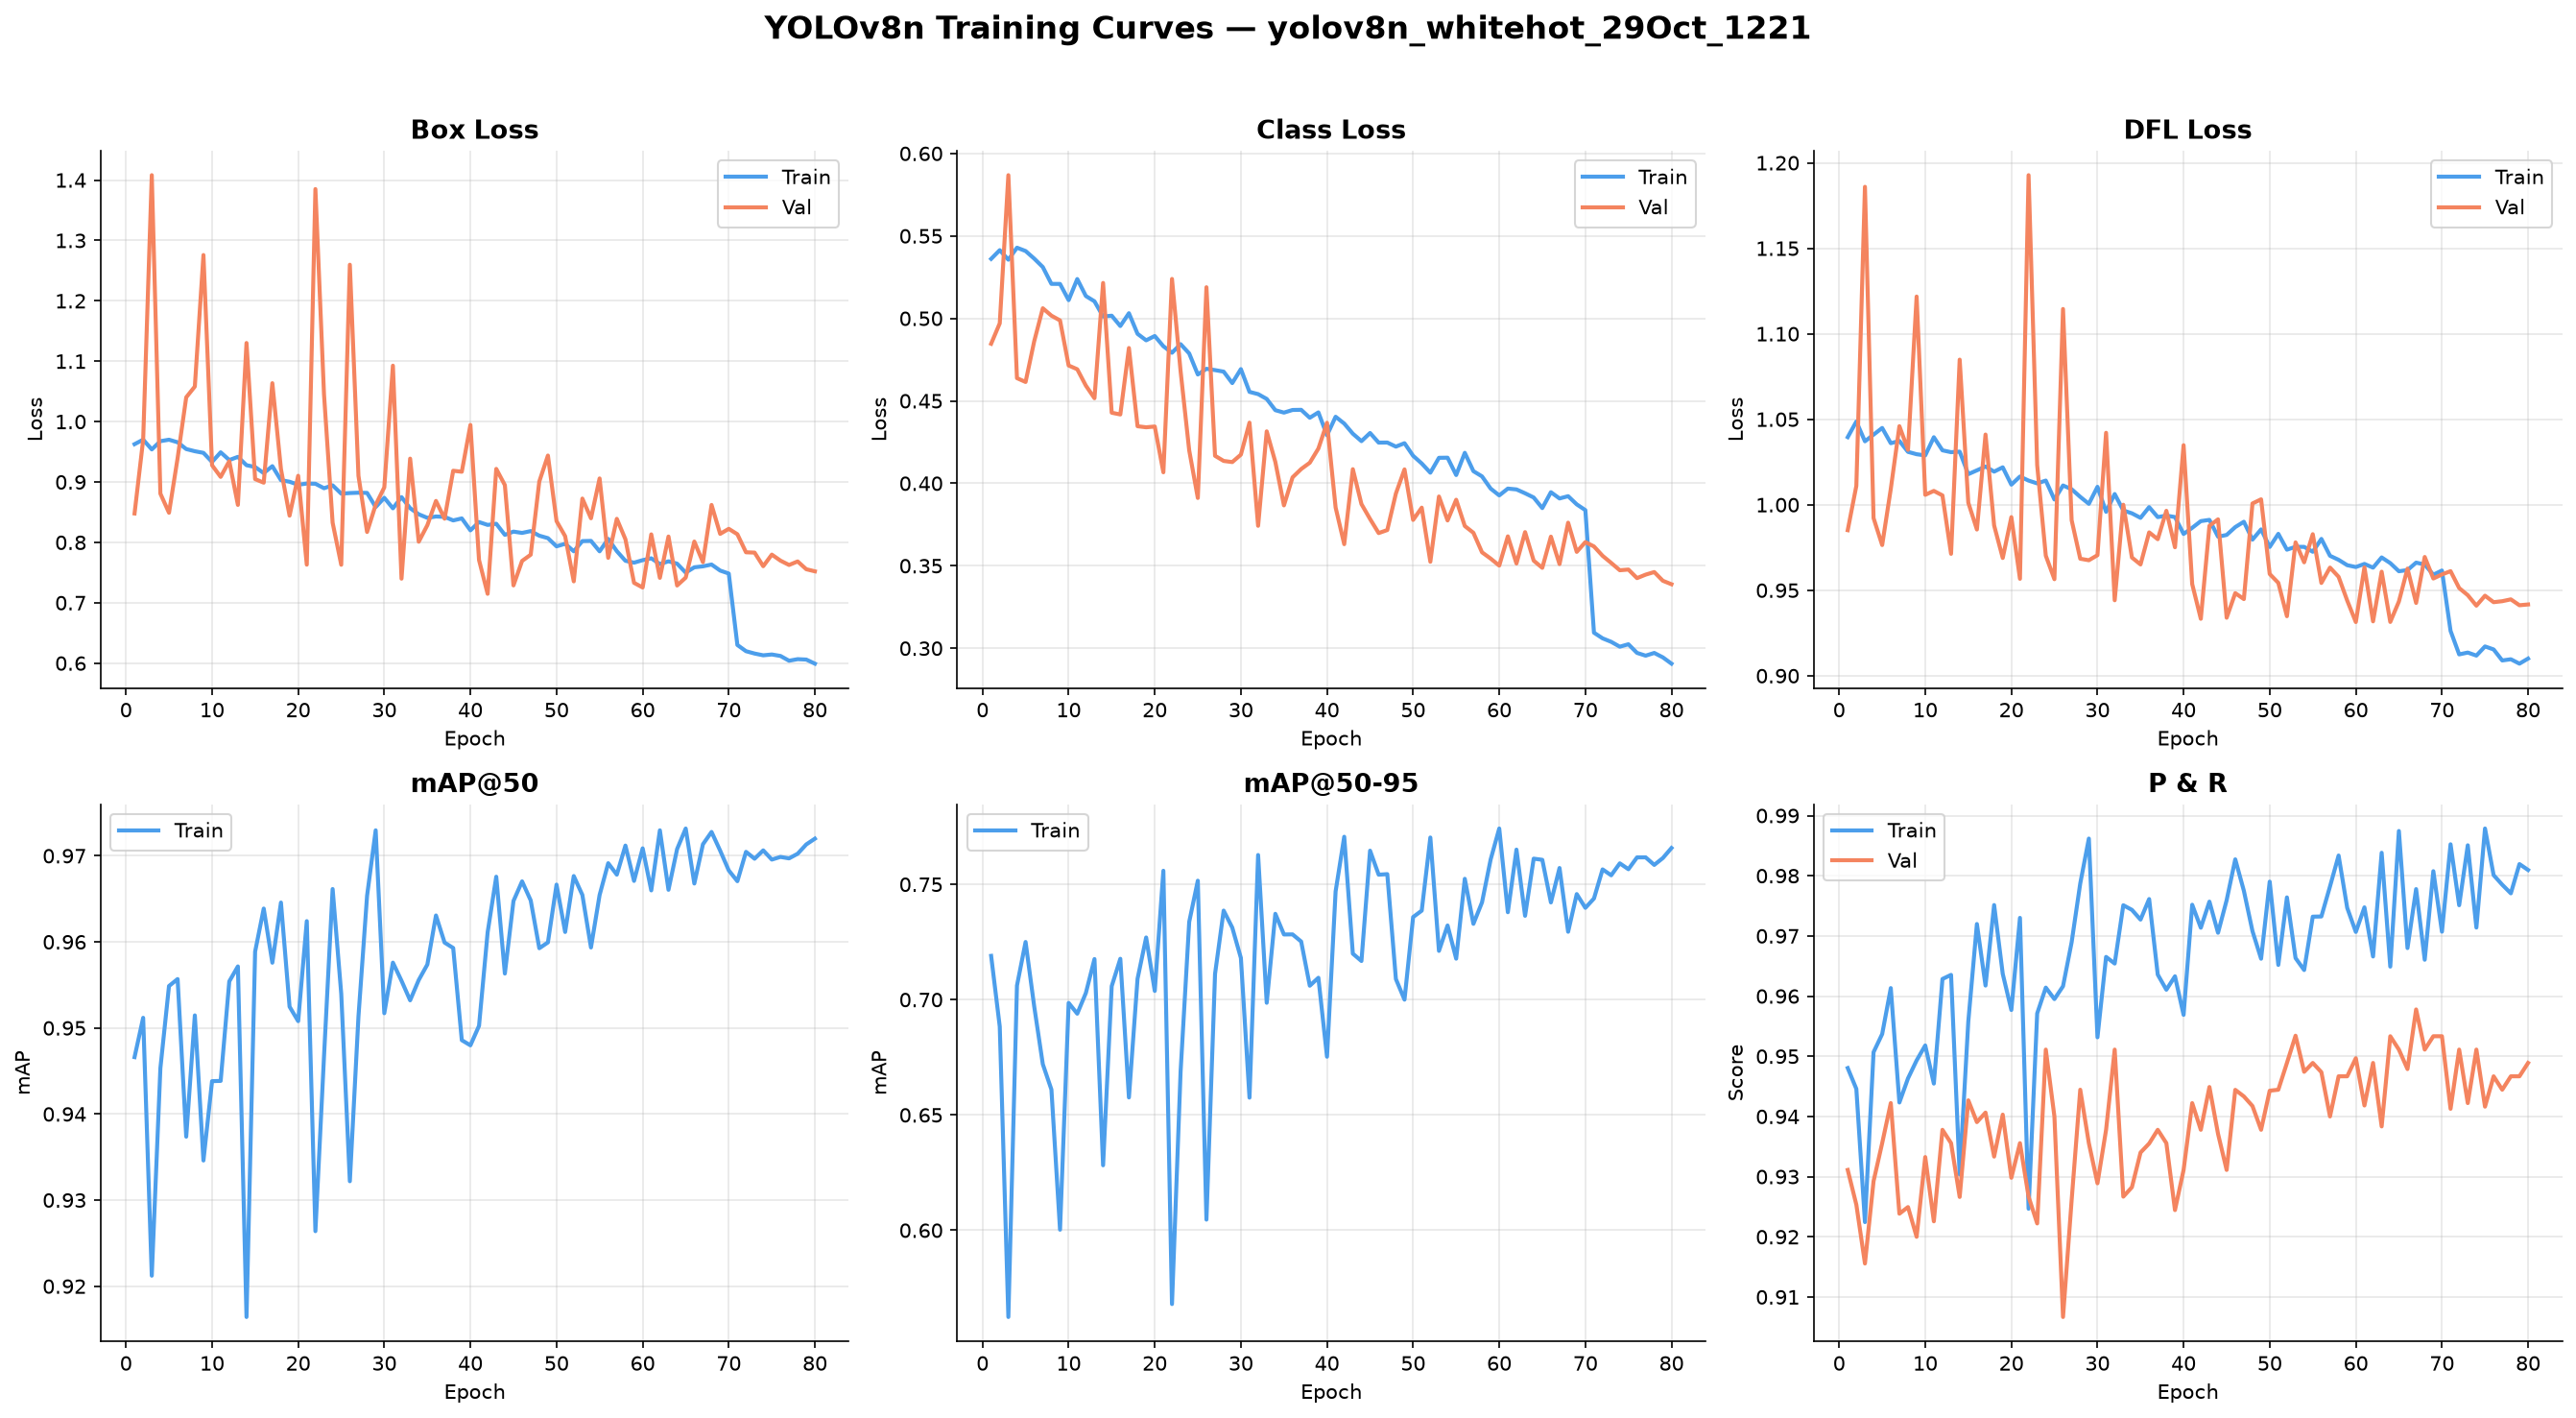 YOLOv8n Training Curves — yolov8n_whitehot_29Oct_1221
Box Loss
1.4
1.3
1.2
1.1
1.0
0.9
0.8
0.7
0.6
Loss
Train
Val
0 10 20 30 40 50 60 70 80
Epoch
Class Loss
0.60
0.55
0.50
0.45
0.40
0.35
0.30
Loss
Train
Val
0 10 20 30 40 50 60 70 80
Epoch
DFL Loss
1.20
1.15
1.10
1.05
1.00
0.95
0.90
Loss
Train
Val
0 10 20 30 40 50 60 70 80
Epoch
mAP@50
0.97
0.96
0.95
0.94
0.93
0.92
mAP
Train
0 10 20 30 40 50 60 70 80
Epoch
mAP@50-95
0.75
0.70
0.65
0.60
mAP
Train
0 10 20 30 40 50 60 70 80
Epoch
P & R
0.99
0.98
0.97
0.96
0.95
0.94
0.93
0.92
0.91
Score
Train
Val
0 10 20 30 40 50 60 70 80
Epoch